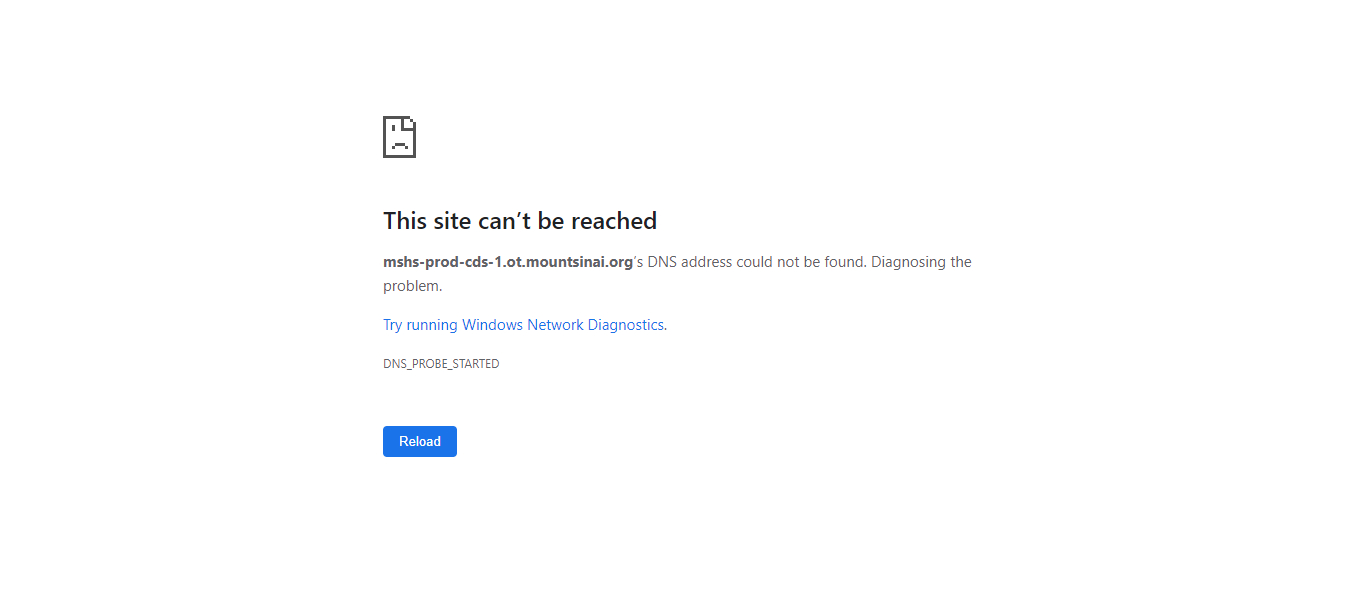 This site can’t be reached
mshs-prod-cds-1.ot.mountsinai.org’s DNS address could not be found. Diagnosing the
problem.
Try running Windows Network Diagnostics.
DNS_PROBE_STARTED
Reload